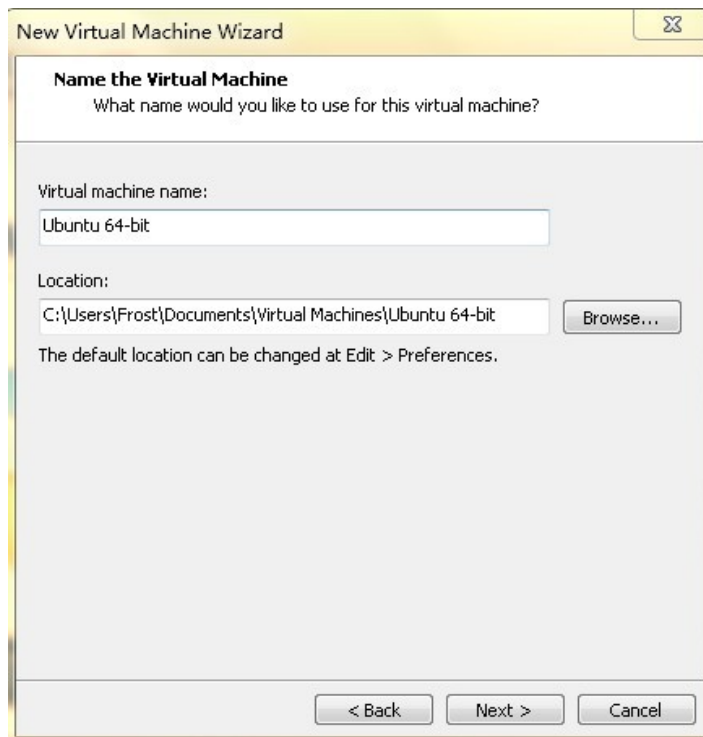 New Virtual Machine Wizard
Name the Virtual Machine
What name would you like to use for this virtual machine?
Virtual machine name:
Ubuntu 64-bit
Location:
C:\Users\Frost\Documents\Virtual Machines\Ubuntu 64-bit
Browse...
The default location can be changed at Edit > Preferences.
< Back
Next >
Cancel